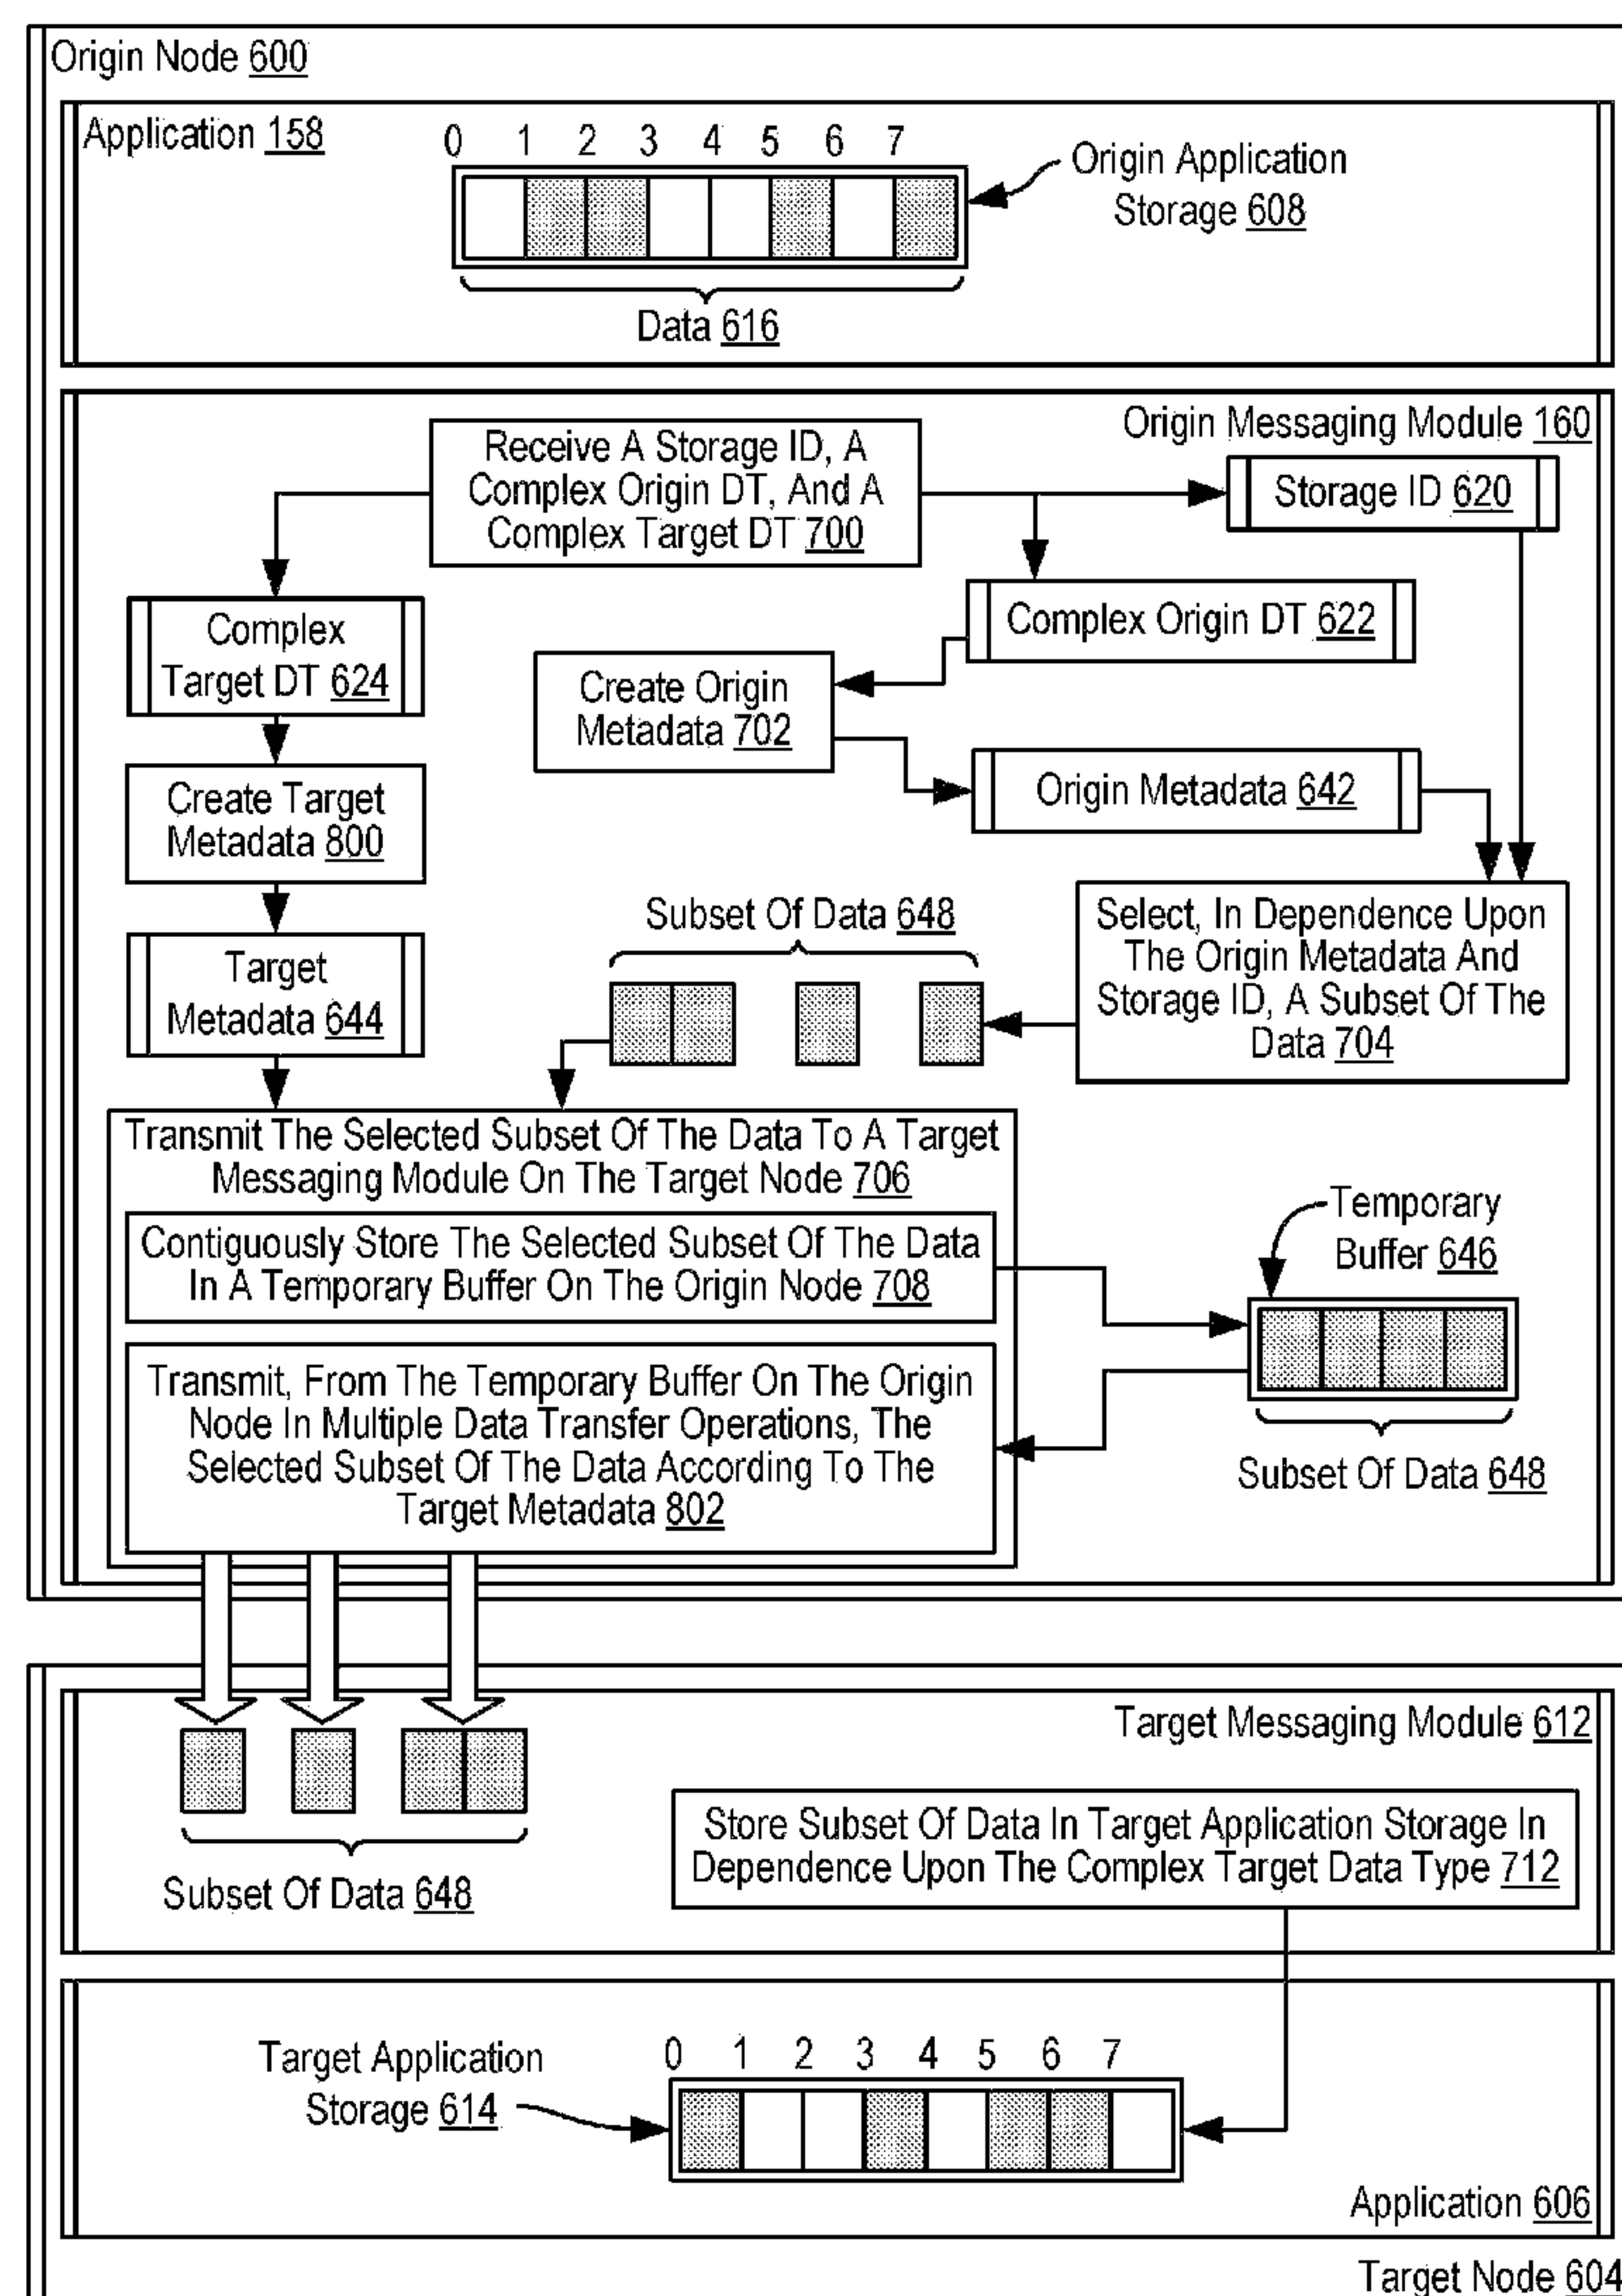 Origin Node 600
Application 158
0 1 2 3 4 5 6 7
Origin Application
Storage 608
Data 616
Origin Messaging Module 160
Receive A Storage ID, A
Complex Origin DT, And A
Complex Target DT 700
Storage ID 620
Complex Origin DT 622
Complex
Target DT 624
Create Origin
Metadata 702
Origin Metadata 642
Create Target
Metadata 800
Target
Metadata 644
Subset Of Data 648
Select, In Dependence Upon
The Origin Metadata And
Storage ID, A Subset Of The
Data 704
Transmit The Selected Subset Of The Data To A Target
Messaging Module On The Target Node 706
Contiguously Store The Selected Subset Of The Data
In A Temporary Buffer On The Origin Node 708
Temporary
Buffer 646
Transmit, From The Temporary Buffer On The Origin
Node In Multiple Data Transfer Operations, The
Selected Subset Of The Data According To The
Target Metadata 802
Subset Of Data 648
Target Messaging Module 612
Subset Of Data 648
Store Subset Of Data In Target Application Storage In
Dependence Upon The Complex Target Data Type 712
0 1 2 3 4 5 6 7
Target Application
Storage 614
Application 606
Target Node 604